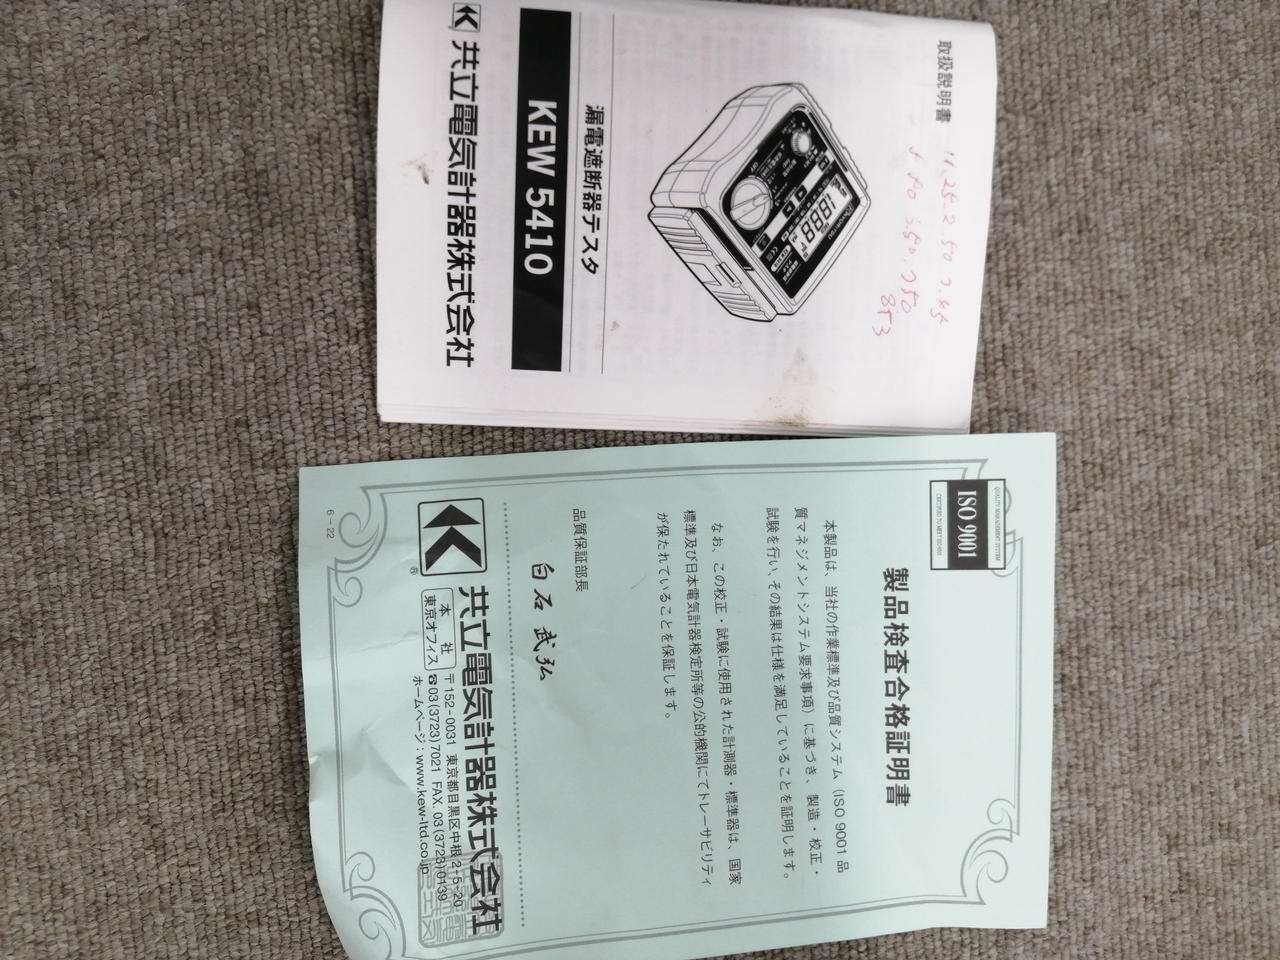 取扱説明書
漏電遮断器テスタ
KEW 5410
共立電気計器株式会社
QUALITY MANAGEMENT SYSTEM
ISO 9001
製品検査合格証明書
本製品は、当社の作業標準及び品質システム（ISO 9001 品
質マネジメントシステム要求事項）に基づき、製造・校正・
試験を行い、その結果は仕様を満足していることを証明します。
なお、この校正・試験に使用された計測器・標準器は、国家
標準及び日本電気計器検定所等の公的機関にてトレーサビリティ
が保たれていることを保証します。
品質保証部長
白石 武弘
共立電気計器株式会社
本社 〒152-0031 東京都目黒区中根 2-5-20
東京オフィス ☎03(3723)7021 FAX. 03(3723)0139
ホームページ：www.kew-ltd.co.jp
6－22